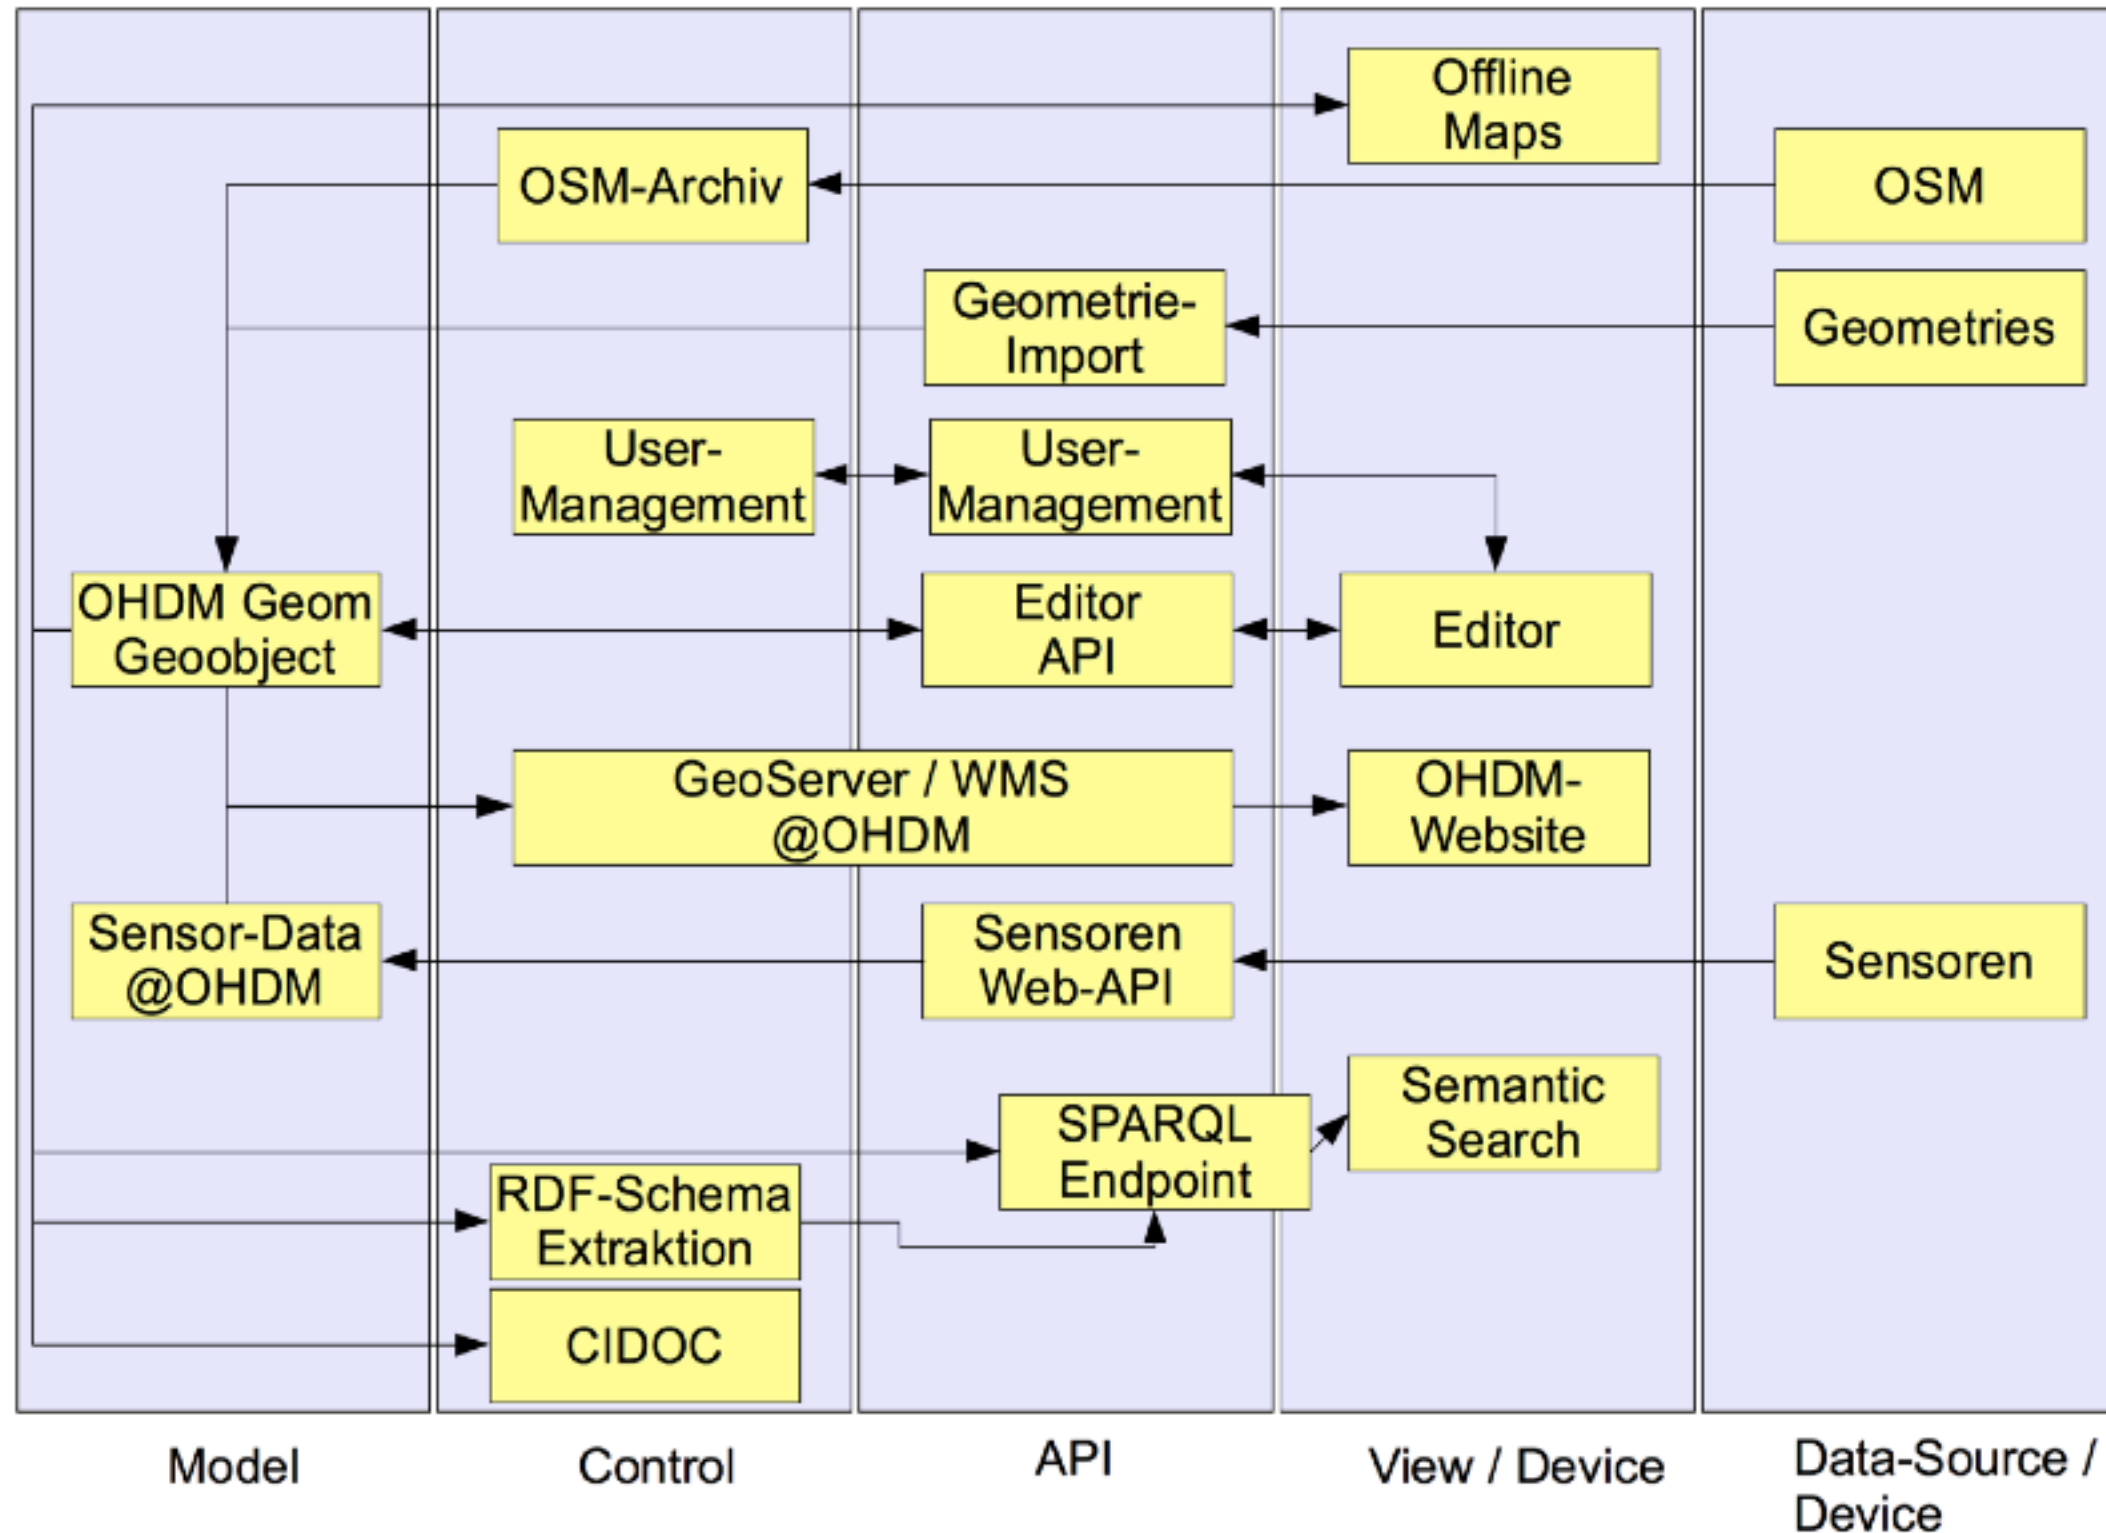 Offline
Maps
OSM-Archiv
OSM
Geometrie-
Import
Geometries
User-
Management
User-
Management
OHDM Geom
Geoobject
Editor
API
Editor
GeoServer / WMS
@OHDM
OHDM-
Website
Sensor-Data
@OHDM
Sensoren
Web-API
Sensoren
Semantic
Search
SPARQL
Endpoint
RDF-Schema
Extraktion
CIDOC
Model
Control
API
View / Device
Data-Source /
Device